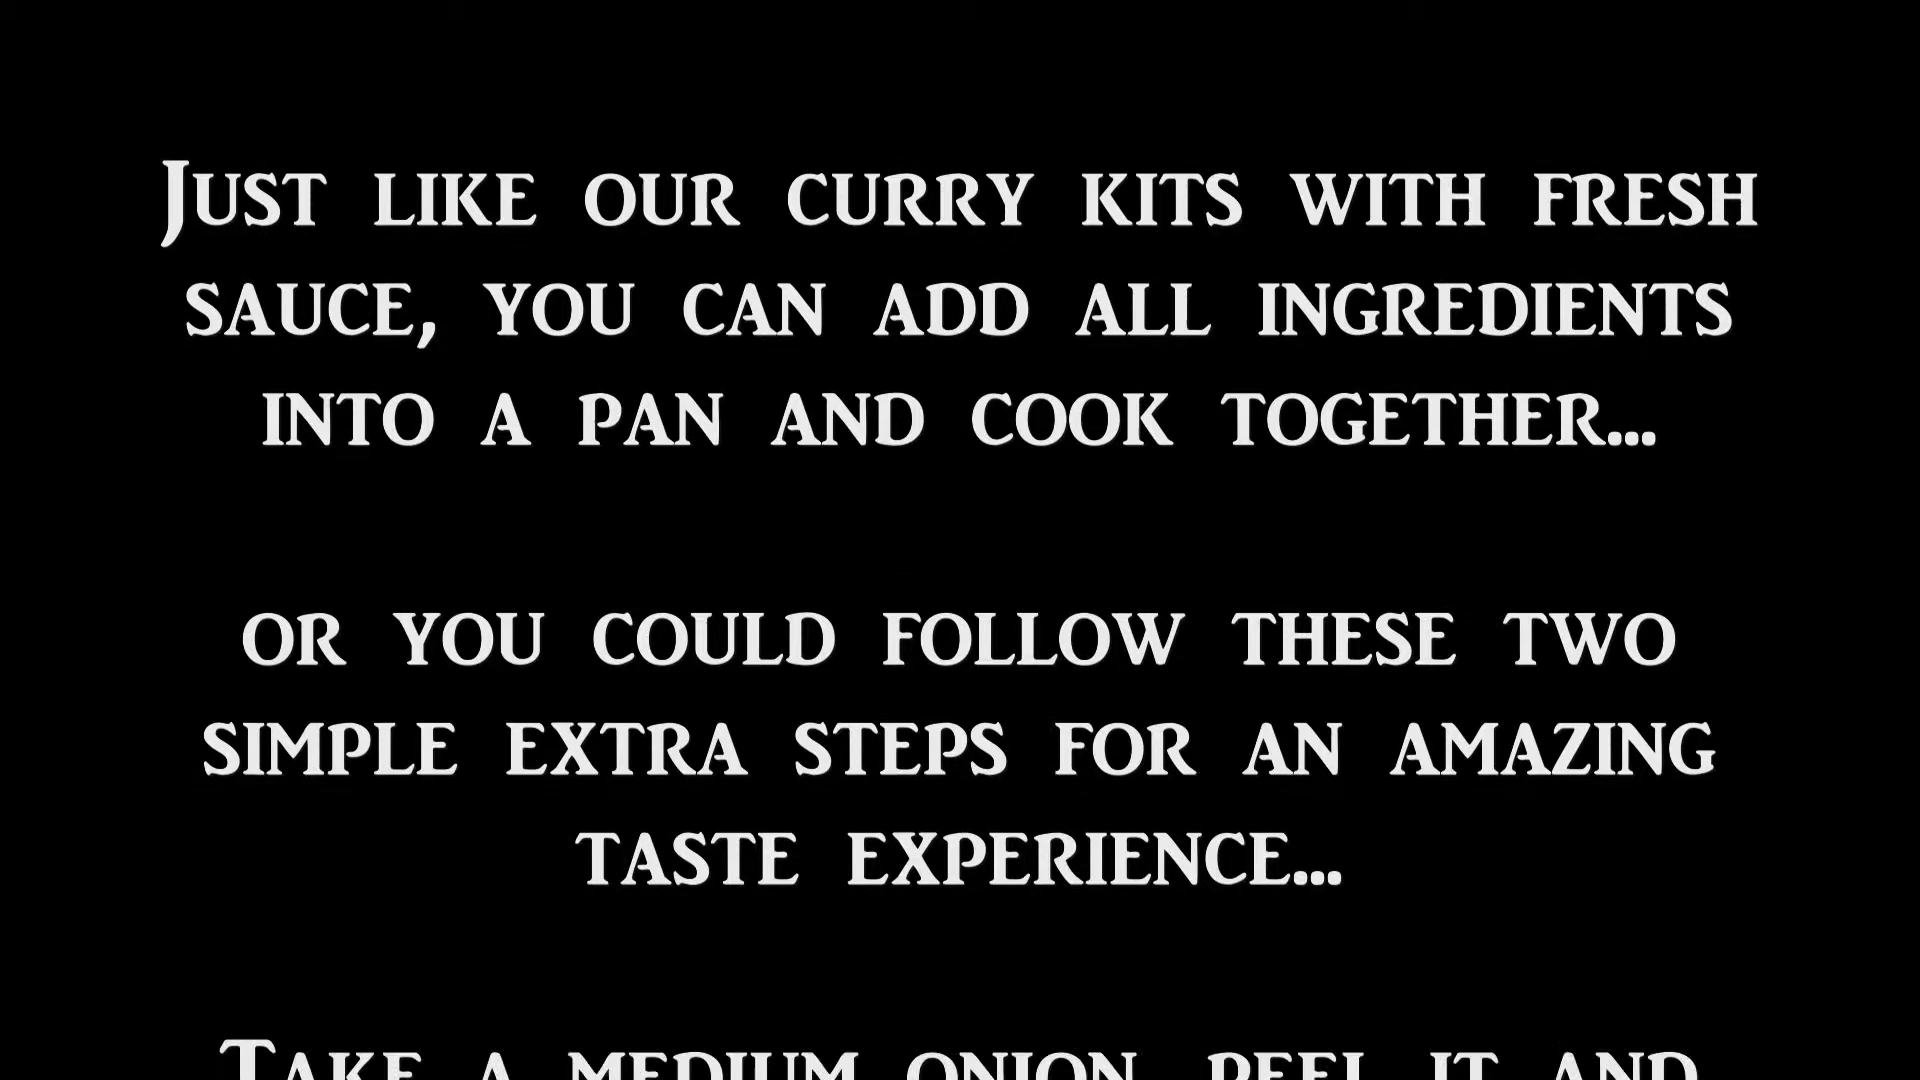 Just like our curry kits with fresh
sauce, you can add all ingredients
into a pan and cook together...
or you could follow these two
simple extra steps for an amazing
taste experience...
Take a medium onion, peel it and